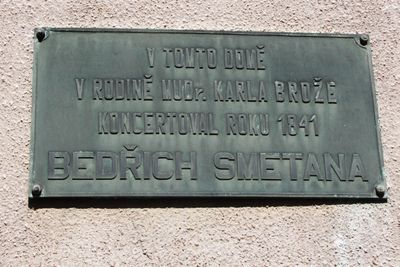 V TOMTO DOMĚ
V RODINĚ MUDr. KARLA BROŽE
KONCERTOVAL ROKU 1841
BEDŘICH SMETANA